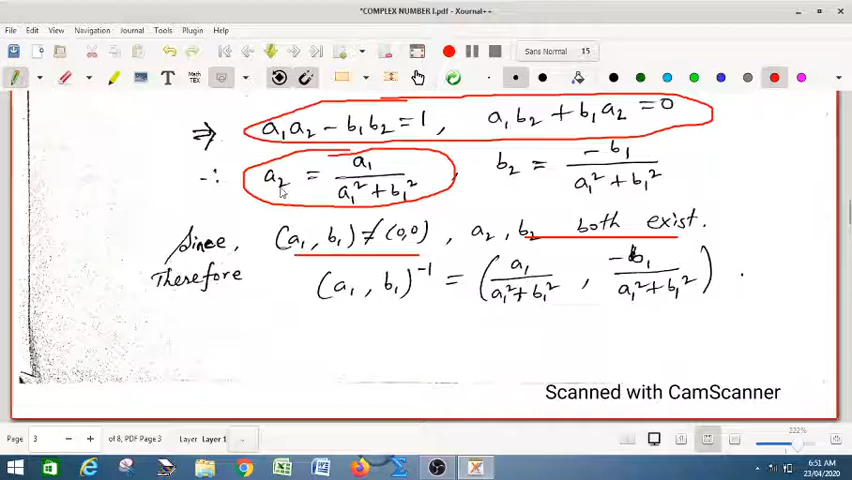 *COMPLEX NUMBER I.pdf - Xournal++
File Edit View Navigation Journal Tools Plugin Help
Sans Normal 15
⇒ a₁a₂ - b₁b₂ = 1, a₁b₂ + b₁a₂ = 0
∴ a₂ = a₁/(a₁² + b₁²), b₂ = -b₁/(a₁² + b₁²)
Since, (a₁, b₁) ≠ (0,0), a₂, b₂ both exist.
Therefore (a₁, b₁)⁻¹ = (a₁/(a₁² + b₁²), -b₁/(a₁² + b₁²)).
Scanned with CamScanner
222%
Page 3 of 8, PDF Page 3 Layer Layer 1
6:51 AM
23/04/2020